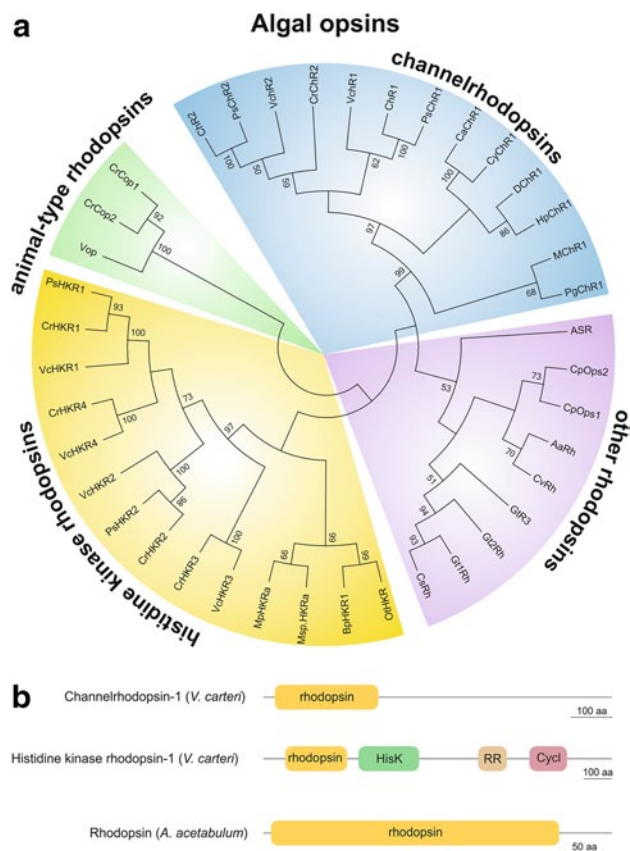 a
Algal opsins
channelrhodopsins
animal-type rhodopsins
histidine kinase rhodopsins
other rhodopsins
ChR2
PsChR2
VchR2
CrChR2
VchR1
ChR1
PsChR1
CaChR1
CyChR1
DChR1
HpChR1
MChR1
PgChR1
100
50
59
62
100
100
86
97
68
99
ASR
CpOps2
CpOps1
AaRh
CvRh
GtR3
Gt2Rh
Gt1Rh
CsRh
53
73
70
51
94
93
CrCop1
CrCop2
Vop
92
100
PsHKR1
CrHKR1
VcHKR1
CrHKR4
VcHKR4
VcHKR2
PsHKR2
CrHKR2
CrHKR3
VcHKR3
MpHKRa
Msp.HKRa
BpHKR1
OtHKR
93
100
100
73
100
86
97
100
66
66
66
b
Channelrhodopsin-1 (V. carteri)
rhodopsin
100 aa
Histidine kinase rhodopsin-1 (V. carteri)
rhodopsin
HisK
RR
Cycl
100 aa
Rhodopsin (A. acetabulum)
rhodopsin
50 aa